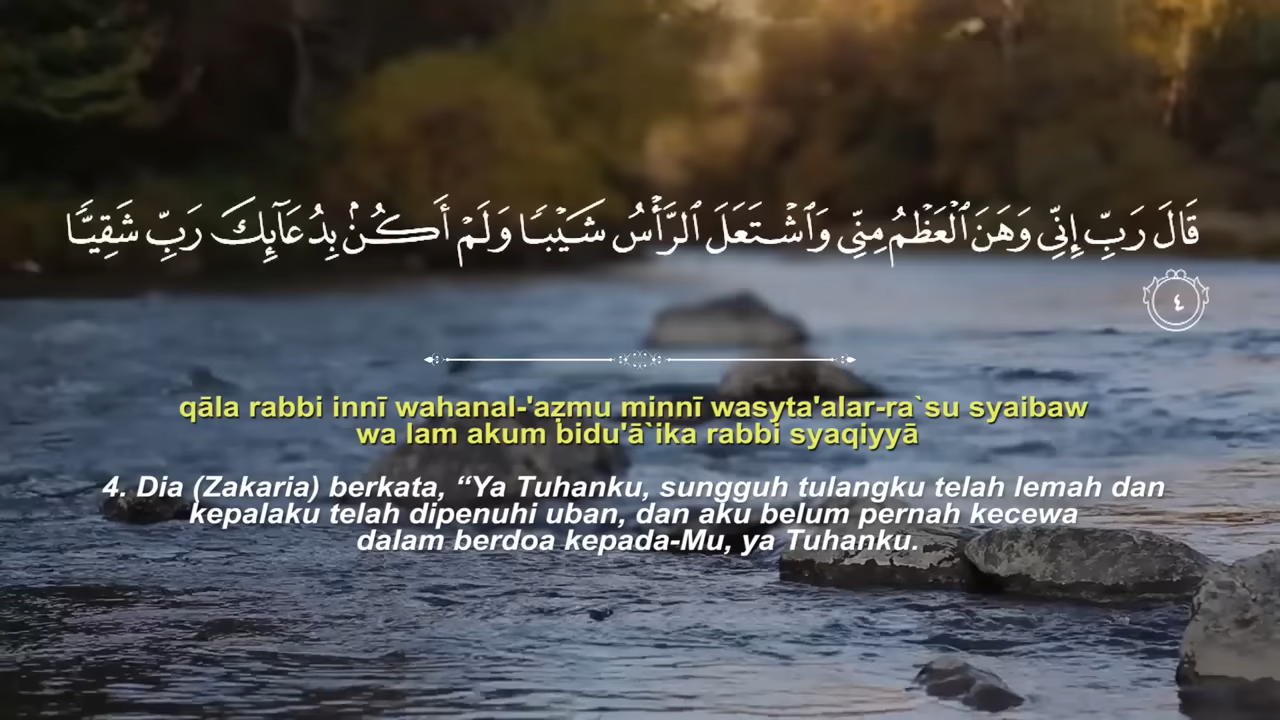 قَالَ رَبِّ إِنِّي وَهَنَ ٱلْعَظْمُ مِنِّي وَٱشْتَعَلَ ٱلرَّأْسُ شَيْبًا وَلَمْ أَكُنۢ بِدُعَآئِكَ رَبِّ شَقِيًّا
٤
qāla rabbi innī wahanal-'aẓmu minnī wasyta'alar-ra`su syaibaw
wa lam akum bidu'ā`ika rabbi syaqiyyā
4. Dia (Zakaria) berkata, “Ya Tuhanku, sungguh tulangku telah lemah dan
kepalaku telah dipenuhi uban, dan aku belum pernah kecewa
dalam berdoa kepada-Mu, ya Tuhanku.